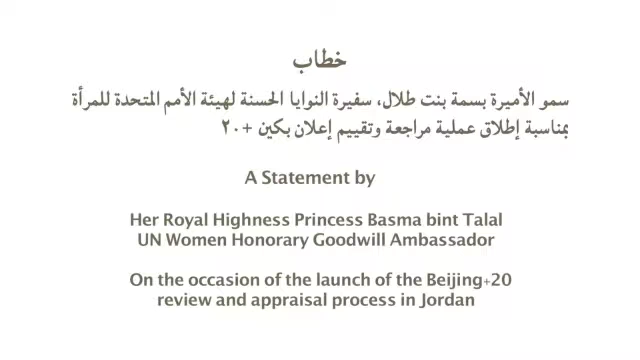 خطاب
سمو الأميرة بسمة بنت طلال، سفيرة النوايا الحسنة لهيئة الأمم المتحدة للمرأة
بمناسبة إطلاق عملية مراجعة وتقييم إعلان بكين +٢٠
A Statement by
Her Royal Highness Princess Basma bint Talal
UN Women Honorary Goodwill Ambassador
On the occasion of the launch of the Beijing+20
review and appraisal process in Jordan